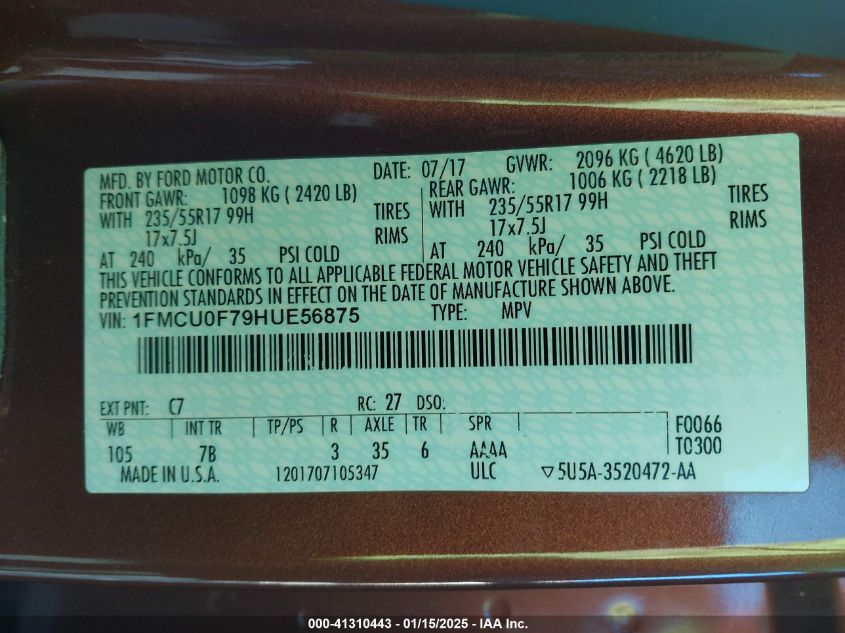 MFD. BY FORD MOTOR CO. DATE: 07/17 GVWR: 2096 KG ( 4620 LB)
FRONT GAWR: 1098 KG ( 2420 LB) REAR GAWR: 1006 KG ( 2218 LB)
WITH 235/55R17 99H TIRES WITH 235/55R17 99H TIRES
17x7.5J RIMS 17x7.5J RIMS
AT 240 kPa/ 35 PSI COLD AT 240 kPa/ 35 PSI COLD
THIS VEHICLE CONFORMS TO ALL APPLICABLE FEDERAL MOTOR VEHICLE SAFETY AND THEFT
PREVENTION STANDARDS IN EFFECT ON THE DATE OF MANUFACTURE SHOWN ABOVE.
VIN: 1FMCU0F79HUE56875 TYPE: MPV
EXT PNT: C7 RC: 27 DSO:
WB INT TR TP/PS R AXLE TR SPR F0066
105 7B 3 35 6 AAAA T0300
MADE IN U.S.A. 1201707105347 ULC ▽5U5A-3520472-AA
000-41310443 - 01/15/2025 - IAA Inc.